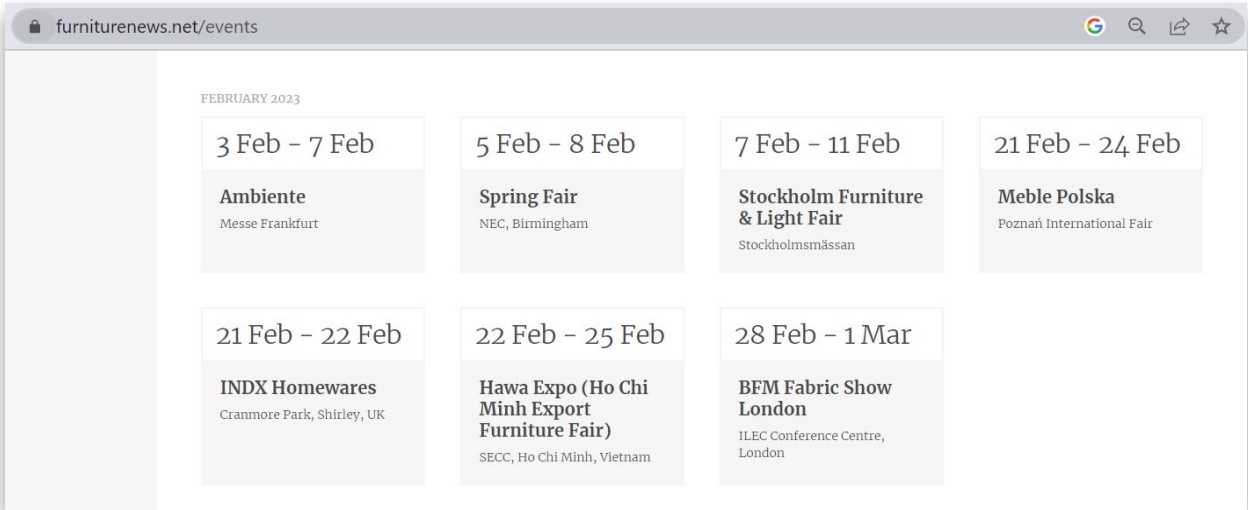 furniturenews.net/events
FEBRUARY 2023
3 Feb - 7 Feb
Ambiente
Messe Frankfurt
5 Feb - 8 Feb
Spring Fair
NEC, Birmingham
7 Feb - 11 Feb
Stockholm Furniture
& Light Fair
Stockholmsmässan
21 Feb - 24 Feb
Meble Polska
Poznań International Fair
21 Feb - 22 Feb
INDX Homewares
Cranmore Park, Shirley, UK
22 Feb - 25 Feb
Hawa Expo (Ho Chi
Minh Export
Furniture Fair)
SECC, Ho Chi Minh, Vietnam
28 Feb - 1 Mar
BFM Fabric Show
London
ILEC Conference Centre,
London